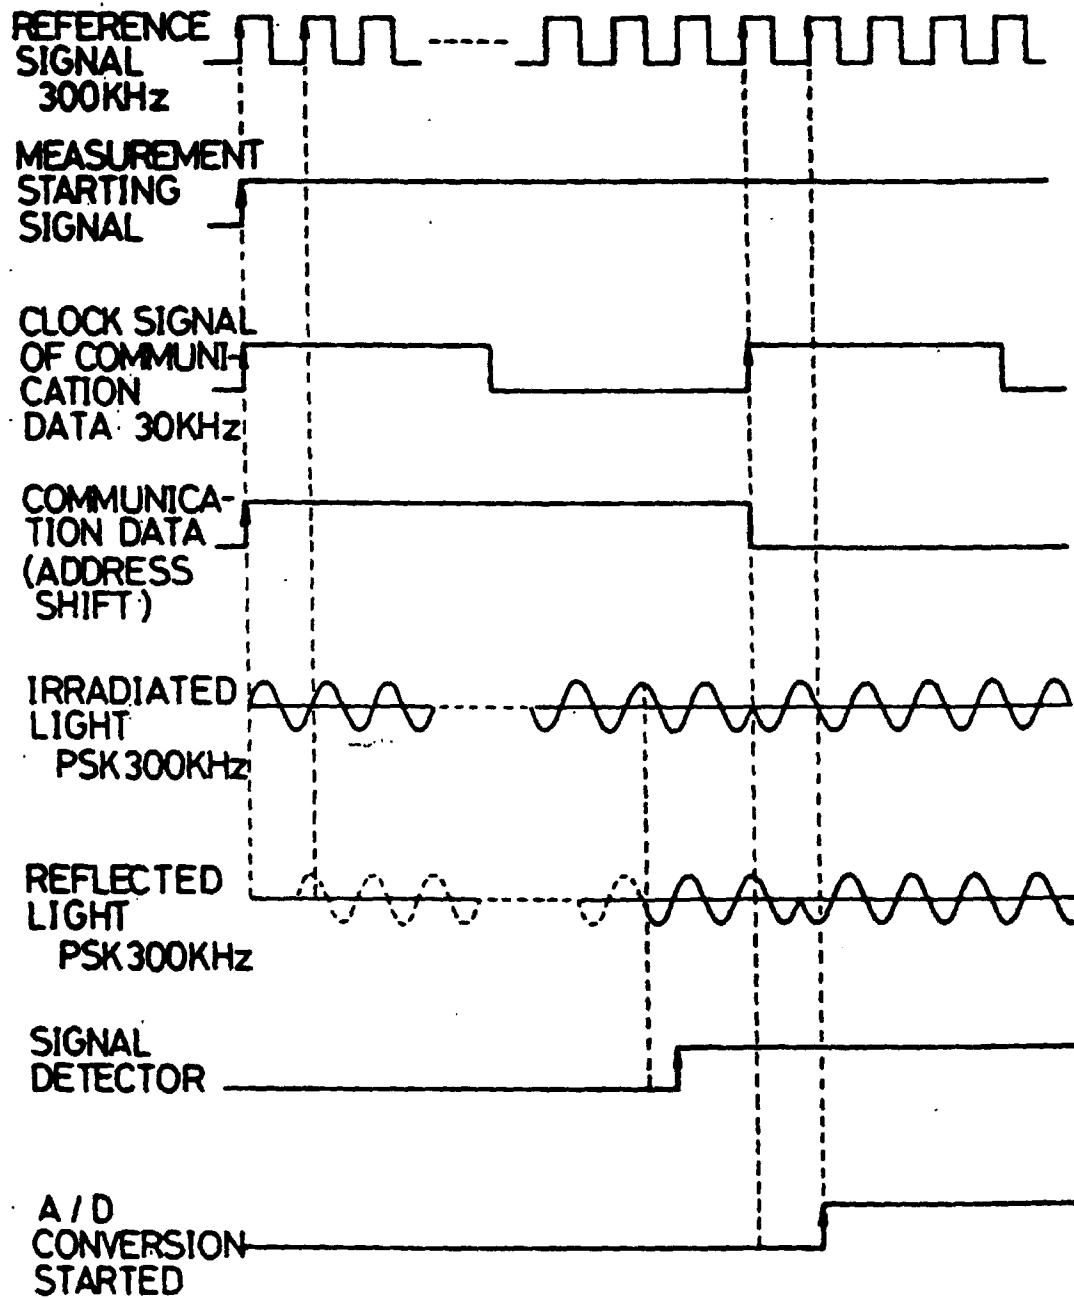 REFERENCE
SIGNAL
300KHz
MEASUREMENT
STARTING
SIGNAL
CLOCK SIGNAL
OF COMMUNI-
CATION
DATA 30KHz
COMMUNICA-
TION DATA
(ADDRESS
SHIFT)
IRRADIATED
LIGHT
PSK300KHz
REFLECTED
LIGHT
PSK300KHz
SIGNAL
DETECTOR
A/D
CONVERSION
STARTED